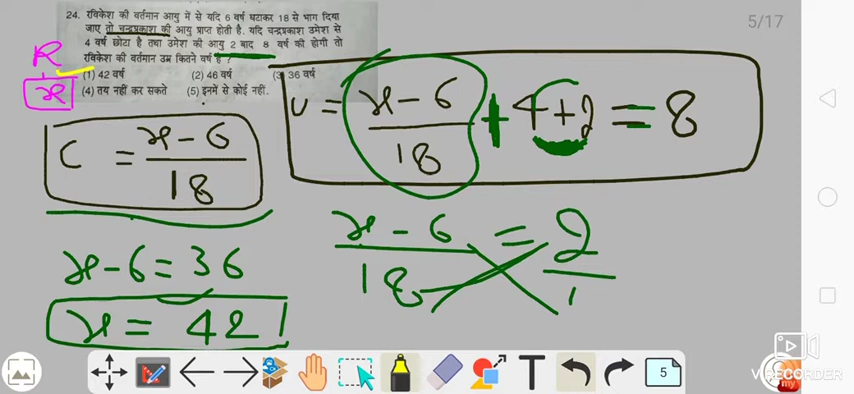 24. रविकेश की वर्तमान आयु में से यदि 6 वर्ष घटाकर 18 से भाग दिया
जाए तो चन्द्रप्रकाश की आयु प्राप्त होती है. यदि चन्द्रप्रकाश उमेश से
4 वर्ष छोटा है तथा उमेश की आयु 2 बाद 8 वर्ष की होगी तो
रविकेश की वर्तमान उम्र कितने वर्ष है ?
(1) 42 वर्ष (2) 46 वर्ष (3) 36 वर्ष
(4) तय नहीं कर सकते (5) इनमें से कोई नहीं.
5/17
R
x
C = x-6/18
U = x-6/18 + 4+2 = 8
x-6/18 = 2/1
x-6 = 36
x = 42
T
5
VIDEORECORDER
my